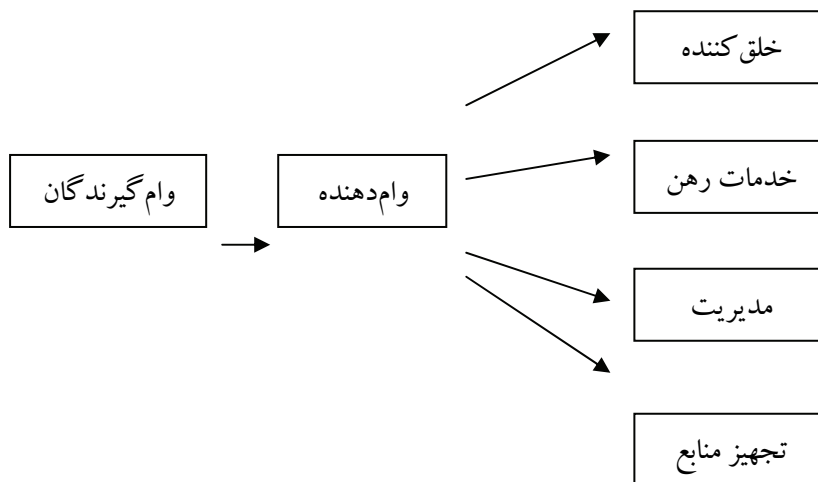 خلق‌کننده
خدمات رهن
وام‌دهنده
وام‌گیرندگان
مدیریت
تجهیز منابع